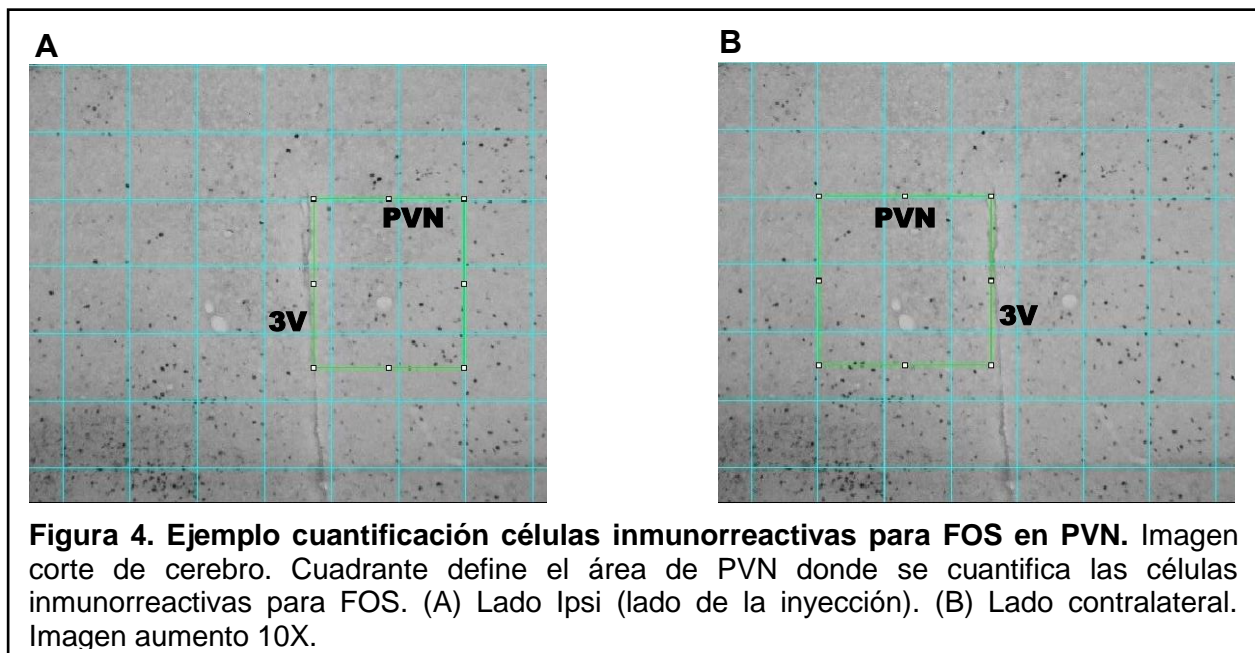 A
B
PVN
3V
PVN
3V
Figura 4. Ejemplo cuantificación células inmunorreactivas para FOS en PVN. Imagen
corte de cerebro. Cuadrante define el área de PVN donde se cuantifica las células
inmunorreactivas para FOS. (A) Lado Ipsi (lado de la inyección). (B) Lado contralateral.
Imagen aumento 10X.